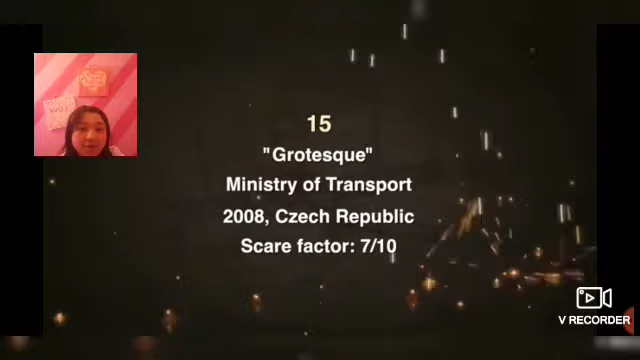 15
"Grotesque"
Ministry of Transport
2008, Czech Republic
Scare factor: 7/10
V RECORDER